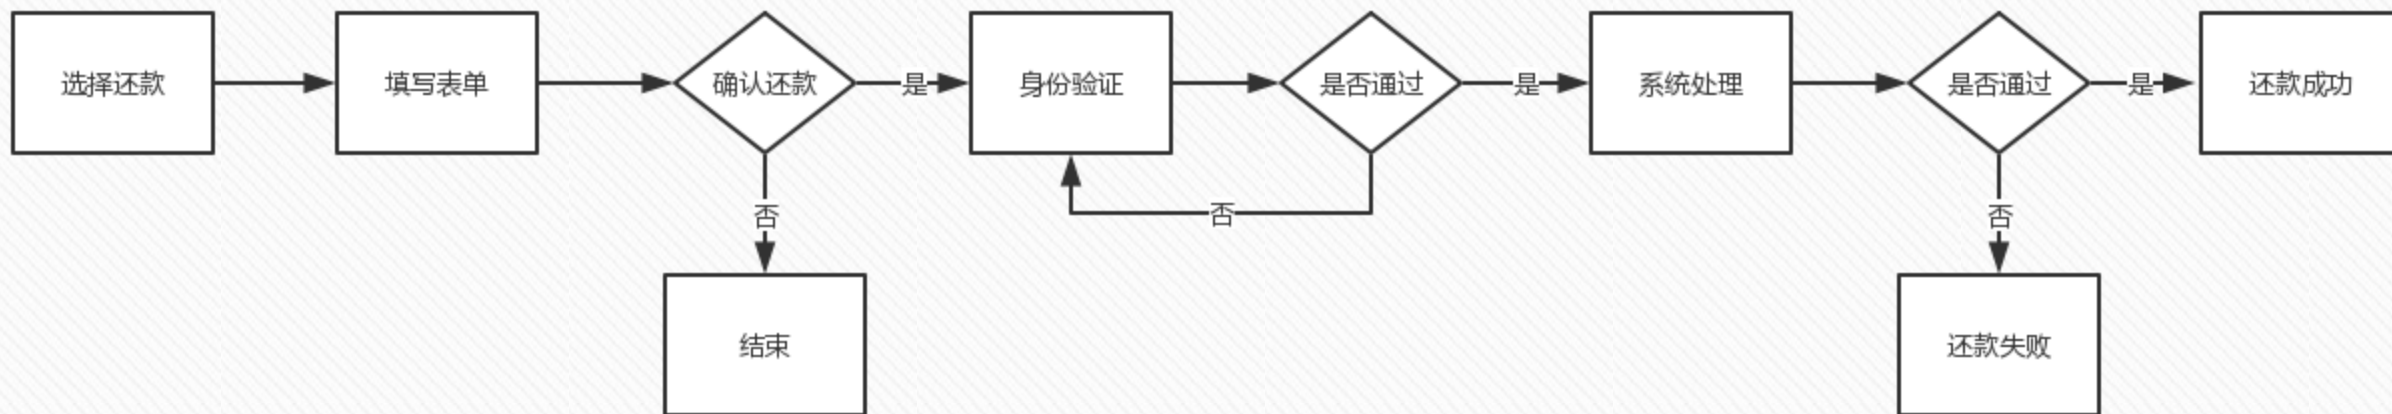 选择还款
填写表单
确认还款
是
身份验证
是否通过
是
系统处理
是否通过
是
还款成功
否
否
否
结束
还款失败